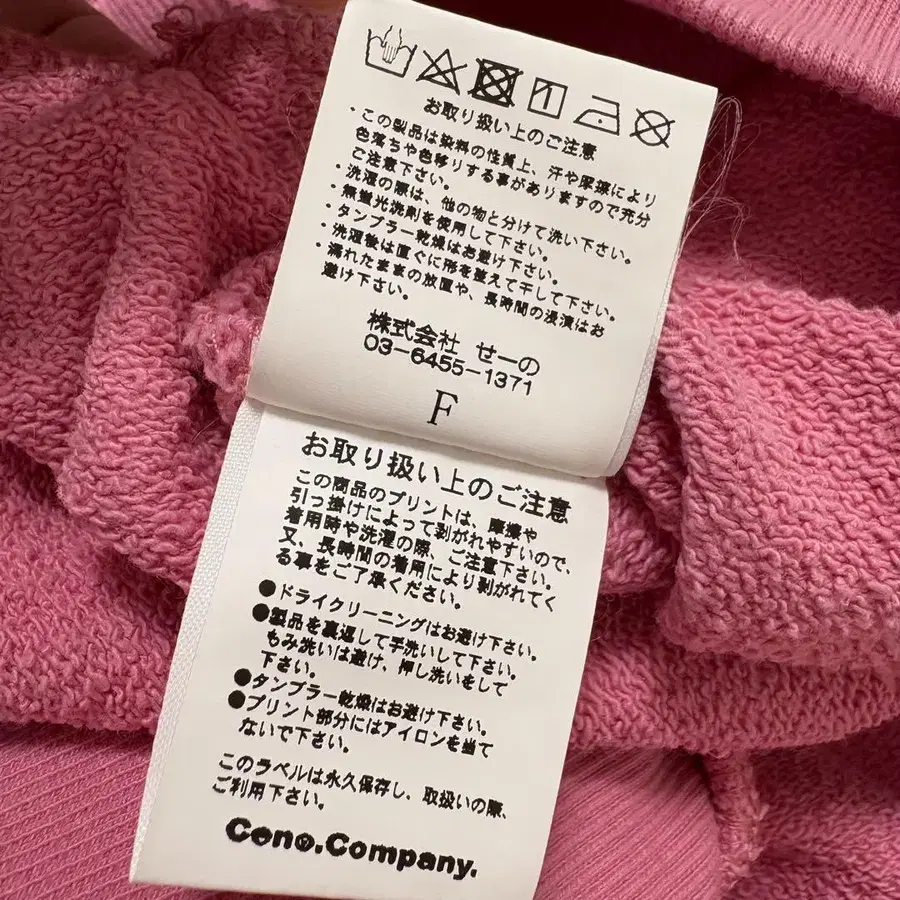 お取り扱い上のご注意
・この製品は染料の性質上、汗や摩擦により
色落ちや色移りする事がありますので充分
ご注意下さい。
・洗濯の際は、他の物と分けて洗い下さい。
・無蛍光洗剤を使用して下さい。
・タンブラー乾燥はお避け下さい。
・洗濯後は直ぐに形を整えて干して下さい。
・濡れたままの放置や、長時間の浸漬はお
避け下さい。
株式会社 せーの
03-6455-1371
F
お取り扱い上のご注意
この商品のプリントは、摩擦や
引っ掛けによって剥がれやすいので、
着用時や洗濯の際、ご注意下さい。
又、長時間の着用により剥がれてく
る事をご了承ください。
●ドライクリーニングはお避け下さい。
●製品を裏返して手洗いして下さい。
もみ洗いは避け、押し洗いをして
下さい。
●タンブラー乾燥はお避け下さい。
●プリント部分にはアイロンを当て
ないで下さい。
このラベルは永久保存し、取扱いの際、
ご利用下さい。
Ceno.Company.